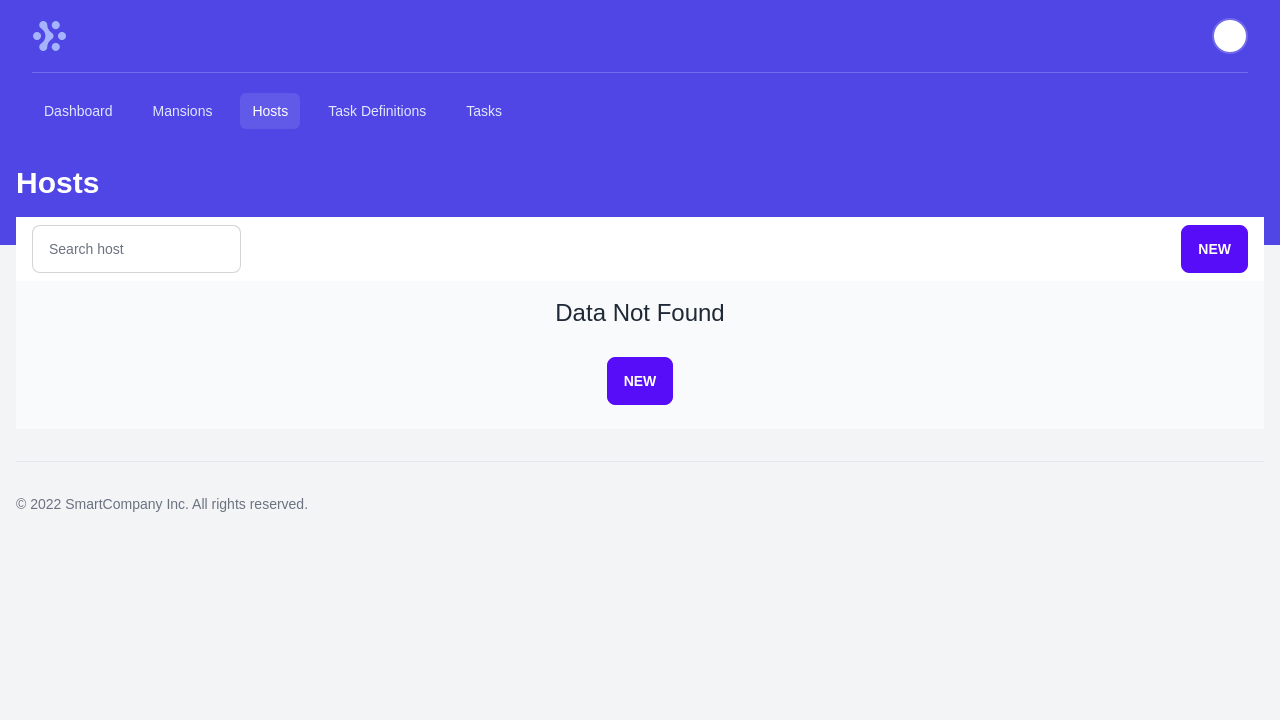 Dashboard Mansions Hosts Task Definitions Tasks
Hosts
Search host NEW
Data Not Found
NEW
© 2022 SmartCompany Inc. All rights reserved.